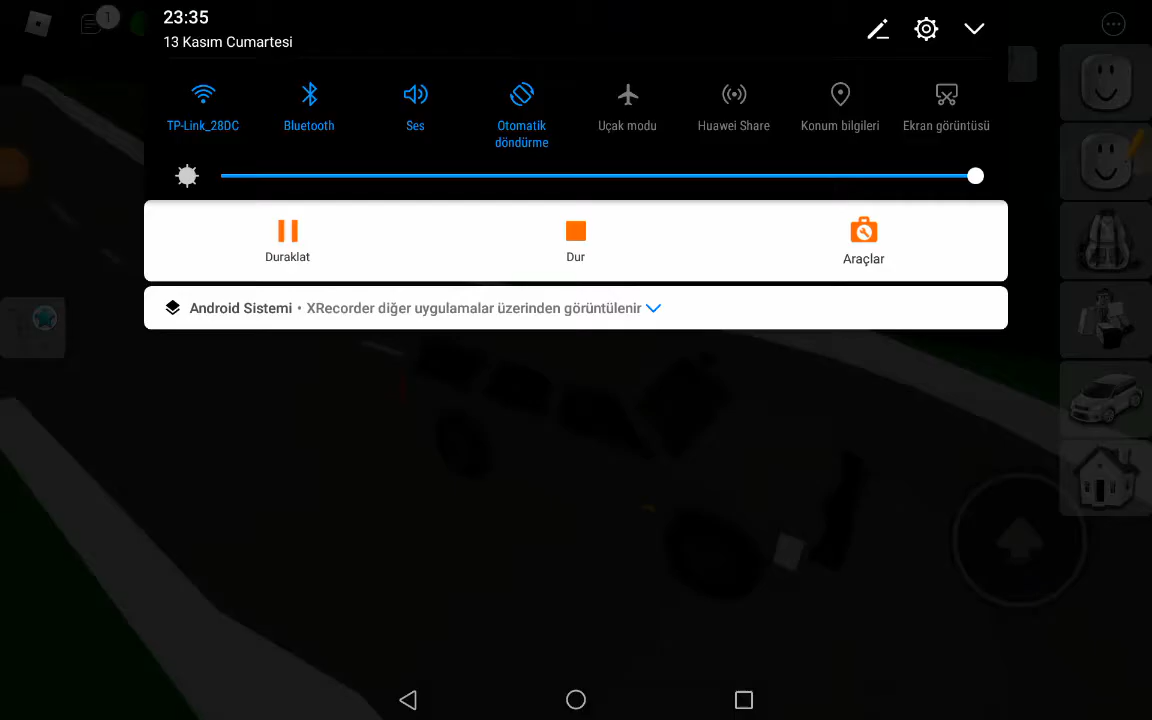 1
23:35
13 Kasım Cumartesi
TP-Link_28DC
Bluetooth
Ses
Otomatik
döndürme
Uçak modu
Huawei Share
Konum bilgileri
Ekran görüntüsü
Duraklat
Dur
Araçlar
Android Sistemi • XRecorder diğer uygulamalar üzerinden görüntülenir